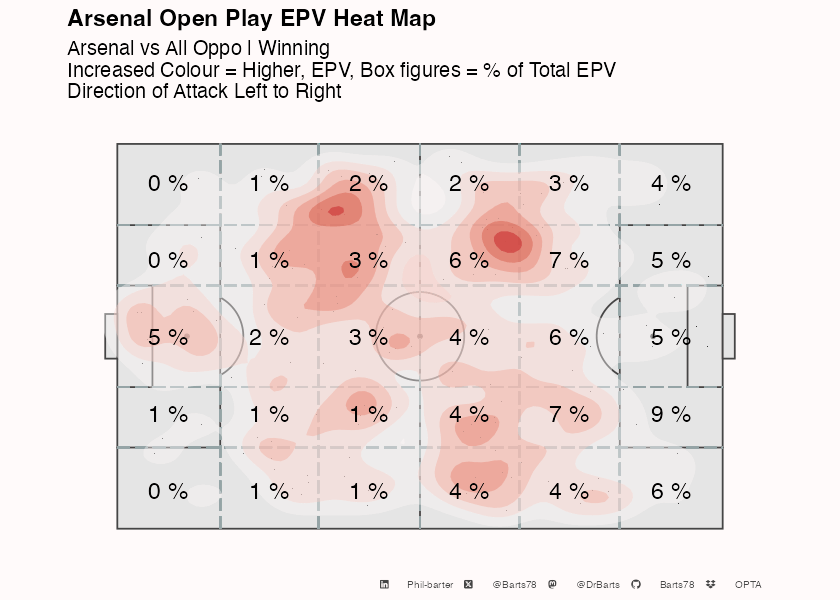 Arsenal Open Play EPV Heat Map
Arsenal vs All Oppo | Winning
Increased Colour = Higher, EPV, Box figures = % of Total EPV
Direction of Attack Left to Right
0 % 1 % 2 % 2 % 3 % 4 %
0 % 1 % 3 % 6 % 7 % 5 %
5 % 2 % 3 % 4 % 6 % 5 %
1 % 1 % 1 % 4 % 7 % 9 %
0 % 1 % 1 % 4 % 4 % 6 %
Phil-barter @Barts78 @DrBarts Barts78 OPTA